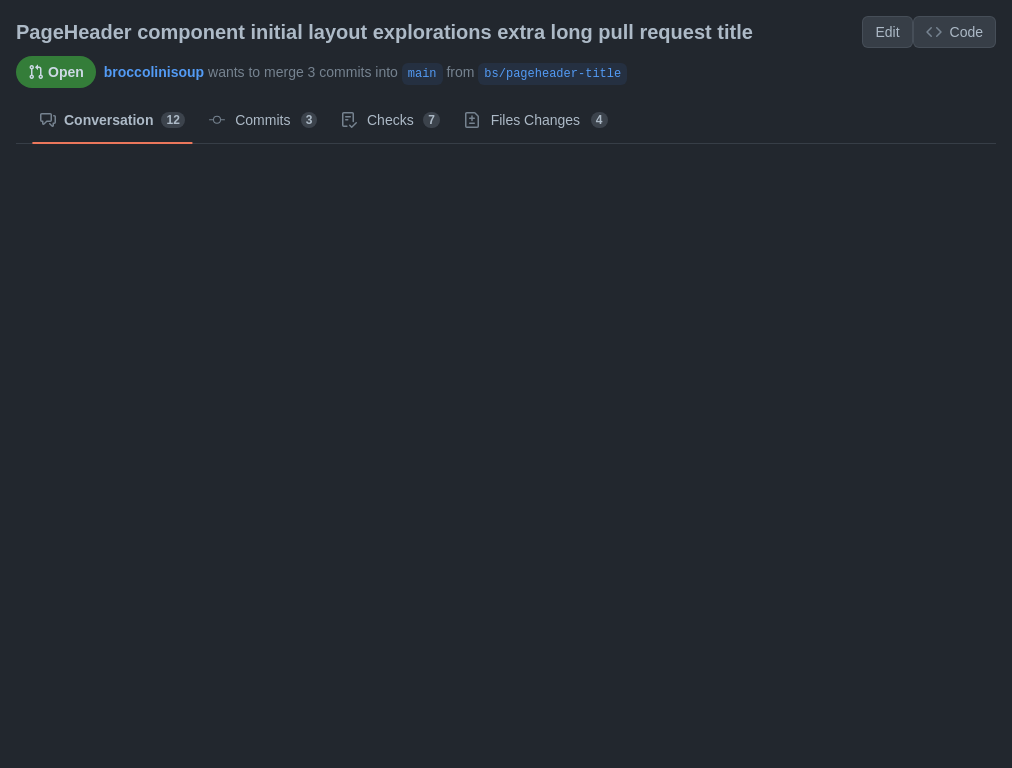 PageHeader component initial layout explorations extra long pull request title
Edit
Code
Open
broccolinisoup wants to merge 3 commits into main from bs/pageheader-title
Conversation 12
Commits 3
Checks 7
Files Changes 4